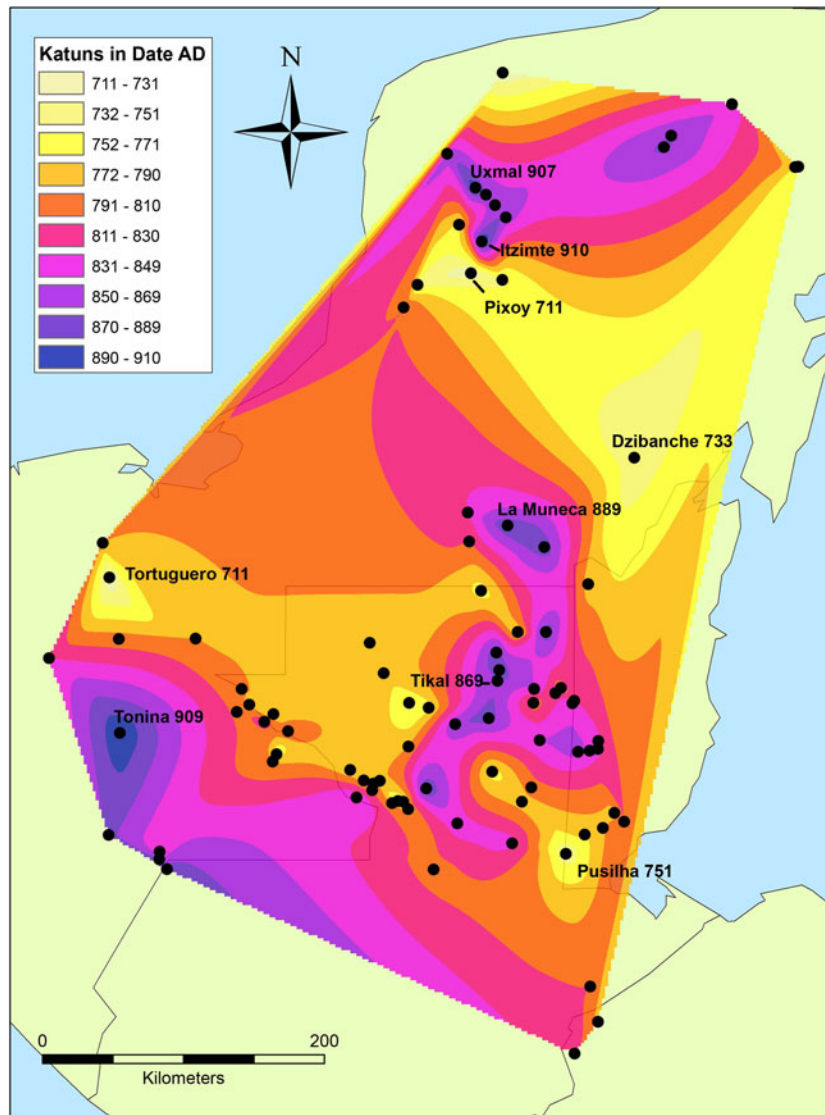 Katuns in Date AD
711 - 731
732 - 751
752 - 771
772 - 790
791 - 810
811 - 830
831 - 849
850 - 869
870 - 889
890 - 910
N
Uxmal 907
Itzimte 910
Pixoy 711
Dzibanche 733
La Muneca 889
Tortuguero 711
Tikal 869
Tonina 909
Pusilha 751
0
200
Kilometers